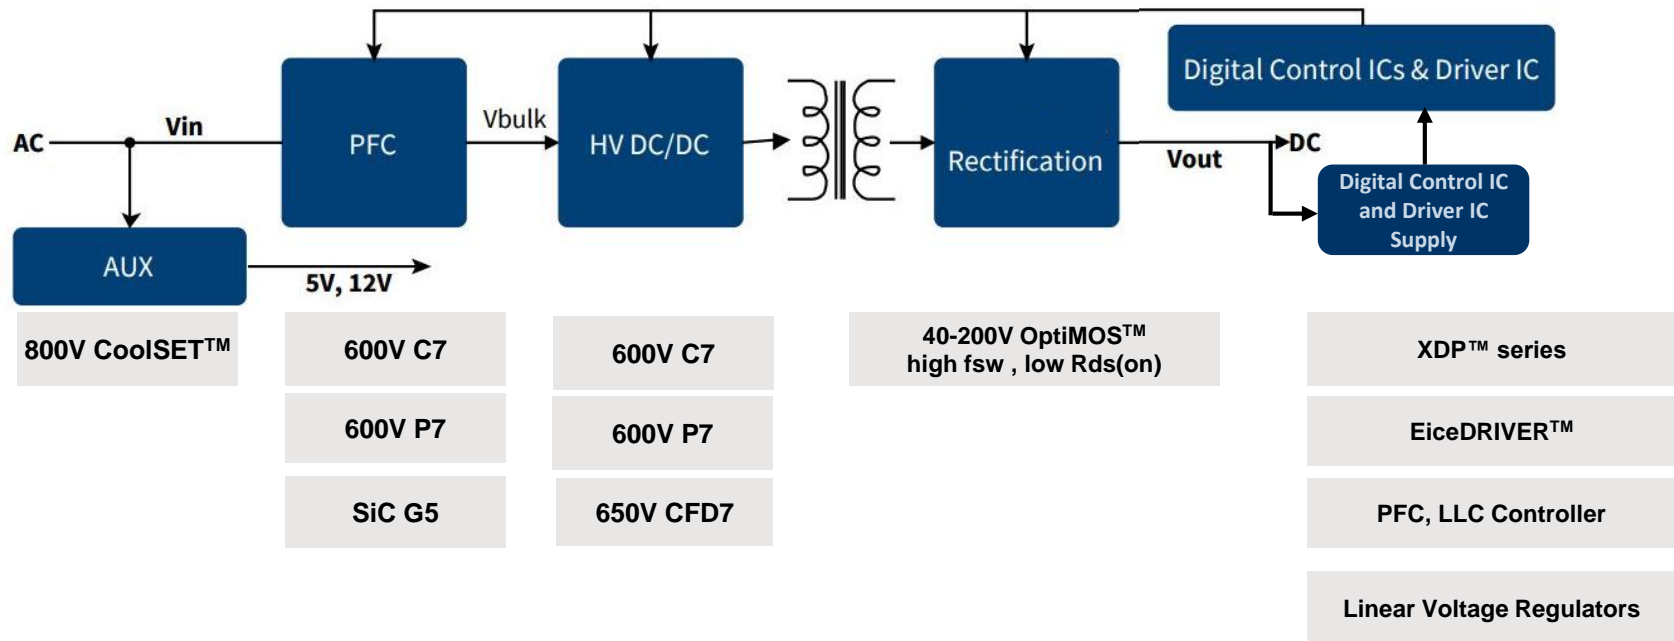 Digital Control ICs & Driver IC
AC
Vin
PFC
Vbulk
HV DC/DC
Rectification
Vout
DC
Digital Control IC
and Driver IC
Supply
AUX
5V, 12V
800V CoolSET™
600V C7
600V C7
40-200V OptiMOS™
high fsw , low Rds(on)
XDP™ series
600V P7
600V P7
EiceDRIVER™
SiC G5
650V CFD7
PFC, LLC Controller
Linear Voltage Regulators